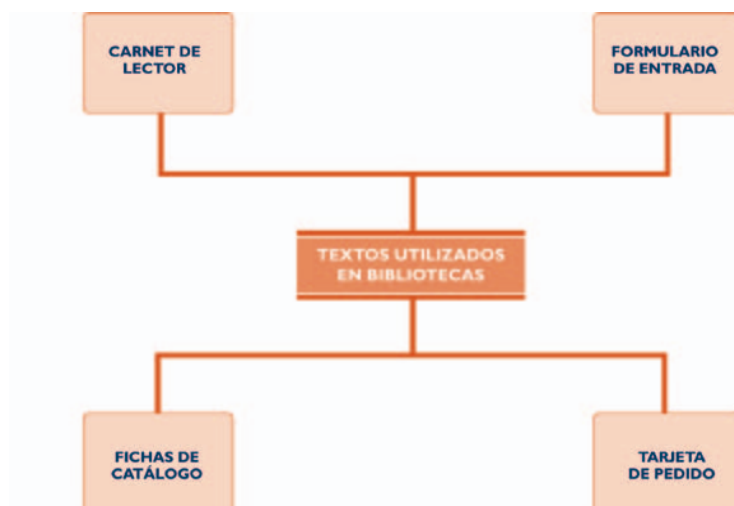 CARNET DE
LECTOR
FORMULARIO
DE ENTRADA
TEXTOS UTILIZADOS
EN BIBLIOTECAS
FICHAS DE
CATÁLOGO
TARJETA
DE PEDIDO